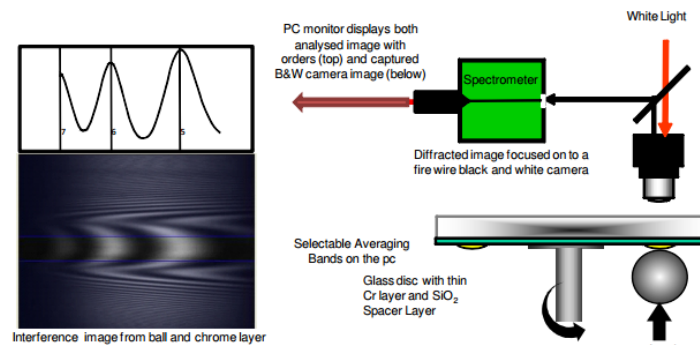 White Light
PC monitor displays both
analysed image with
orders (top) and captured
B&W camera image (below)
Spectrometer
7 6 5
Diffracted image focused on to a
fire wire black and white camera
Selectable Averaging
Bands on the pc
Glass disc with thin
Cr layer and SiO₂
Spacer Layer
Interference image from ball and chrome layer